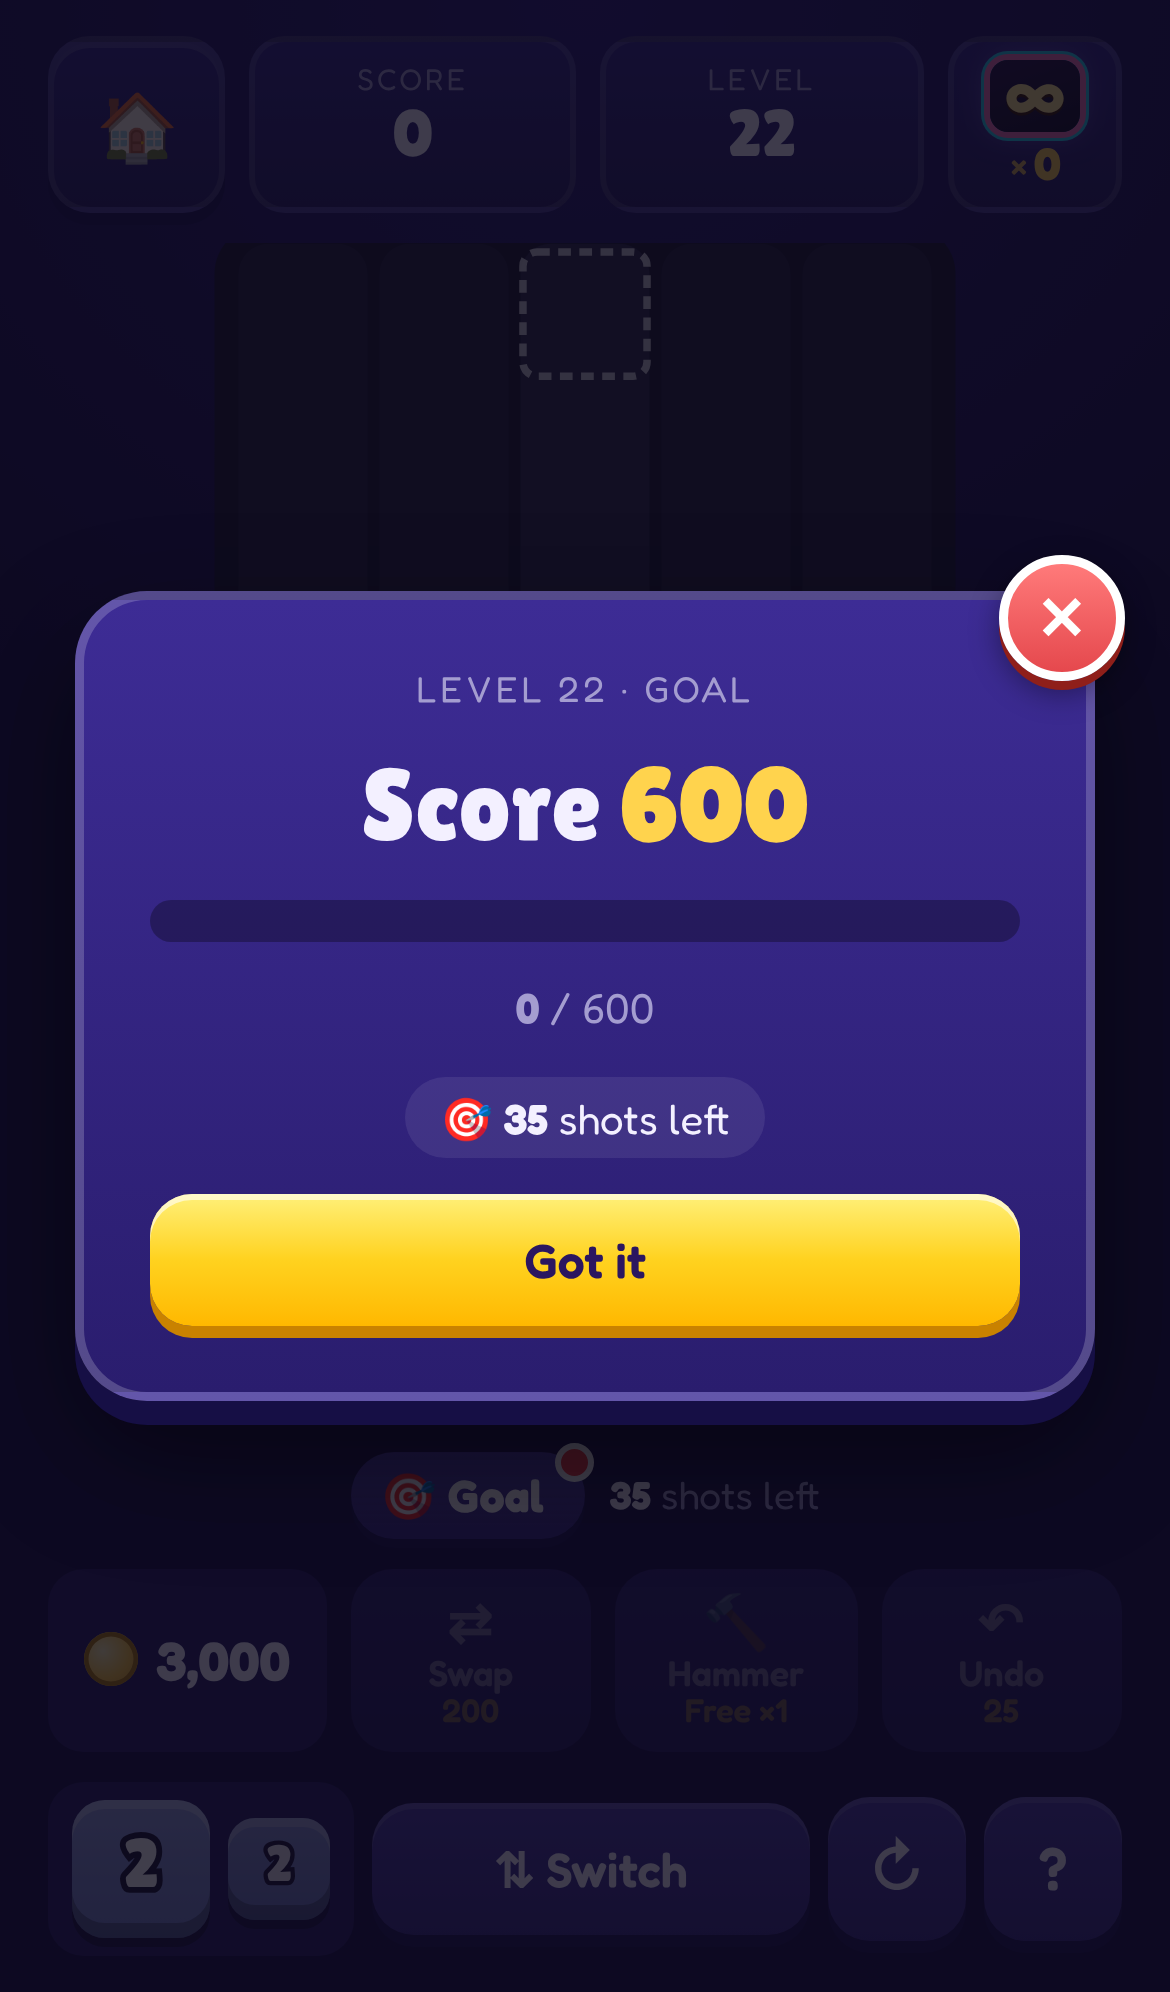 SCORE
0
LEVEL
22
∞
×0
LEVEL 22 · GOAL
Score 600
0 / 600
35 shots left
Got it
Goal
35 shots left
3,000
Swap
200
Hammer
Free ×1
Undo
25
2
2
Switch
?